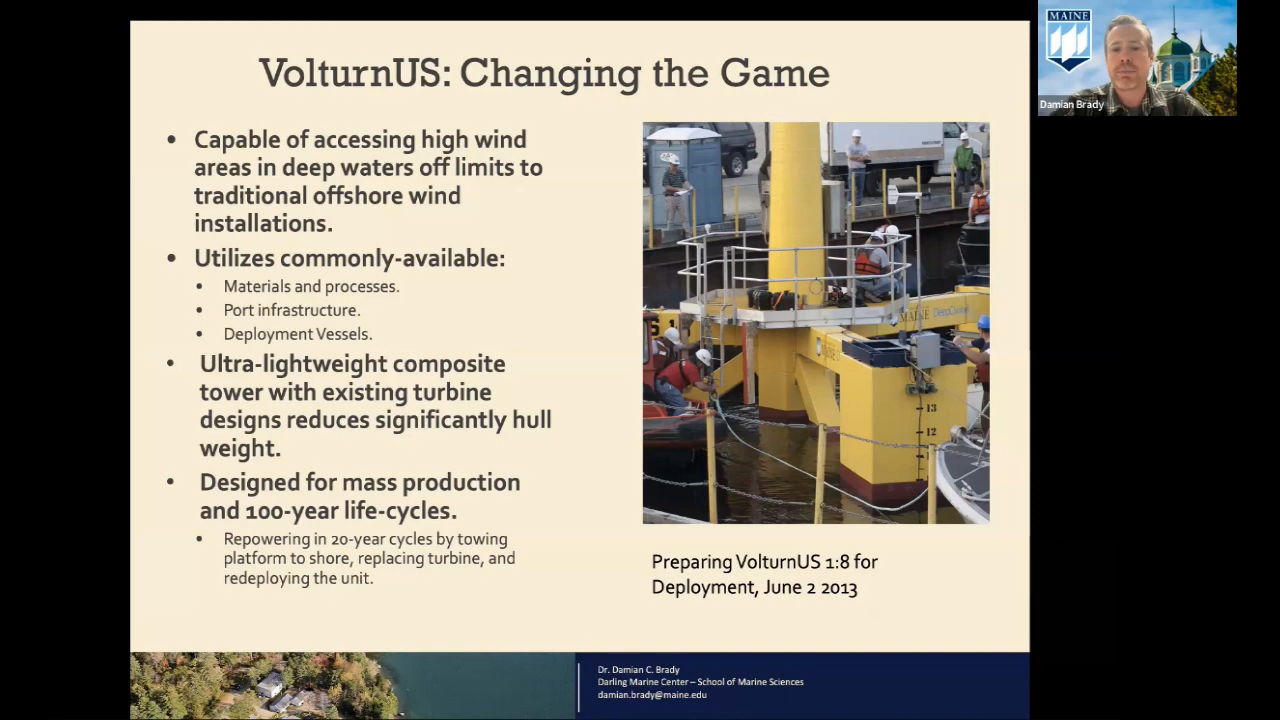 VolturnUS: Changing the Game
• Capable of accessing high wind
areas in deep waters off limits to
traditional offshore wind
installations.
• Utilizes commonly-available:
• Materials and processes.
• Port infrastructure.
• Deployment Vessels.
• Ultra-lightweight composite
tower with existing turbine
designs reduces significantly hull
weight.
• Designed for mass production
and 100-year life-cycles.
• Repowering in 20-year cycles by towing
platform to shore, replacing turbine, and
redeploying the unit.
MAINE DeepCwind
13
12
Preparing VolturnUS 1:8 for
Deployment, June 2 2013
Dr. Damian C. Brady
Darling Marine Center – School of Marine Sciences
damian.brady@maine.edu
MAINE
Damian Brady